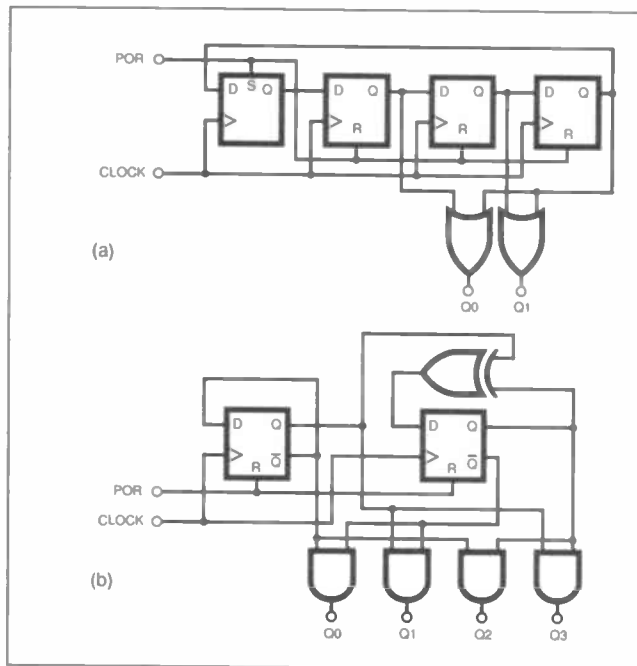 POR
D S Q
D Q
R
D Q
R
D Q
R
CLOCK
(a)
Q0 Q1
D Q
Q̅
R
D Q
Q̅
R
POR
CLOCK
(b)
Q0 Q1 Q2 Q3